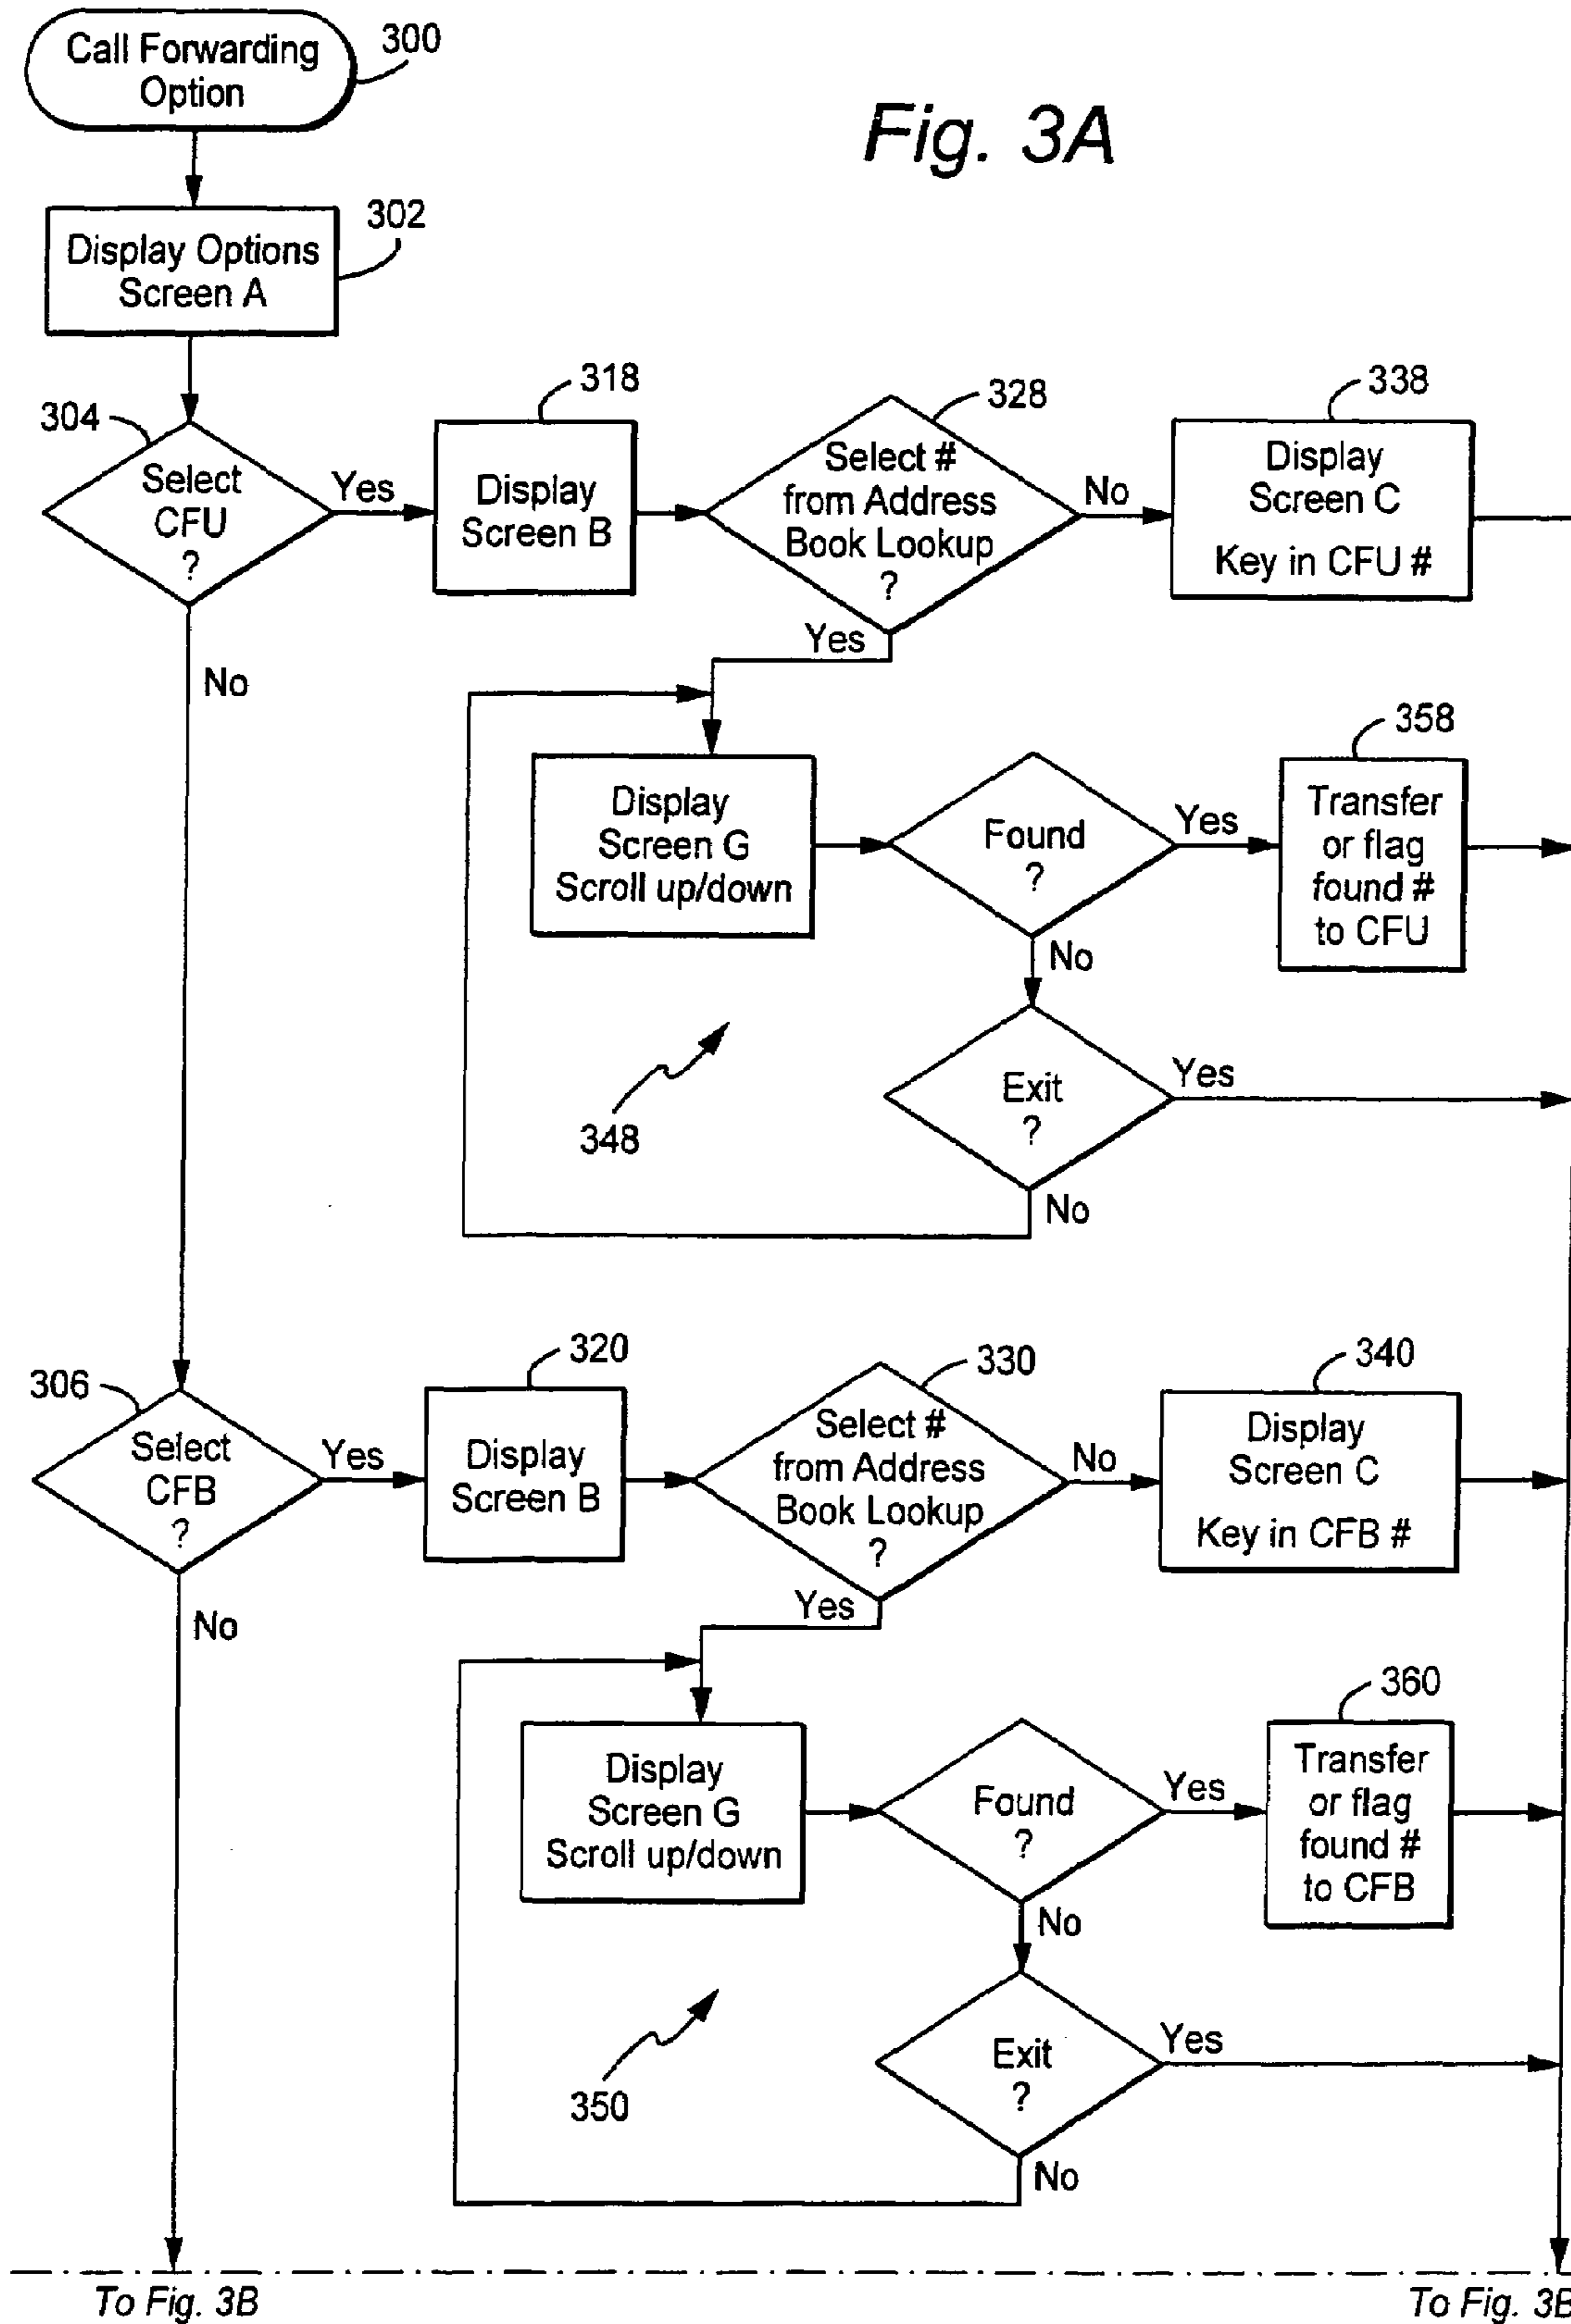 Call Forwarding
Option
300
Fig. 3A
Display Options
Screen A
302
304
Select
CFU
?
Yes
No
318
Display
Screen B
328
Select #
from Address
Book Lookup
?
No
Yes
338
Display
Screen C
Key in CFU #
Display
Screen G
Scroll up/down
Found
?
Yes
No
358
Transfer
or flag
found #
to CFU
348
Exit
?
Yes
No
306
Select
CFB
?
Yes
No
320
Display
Screen B
330
Select #
from Address
Book Lookup
?
No
Yes
340
Display
Screen C
Key in CFB #
Display
Screen G
Scroll up/down
Found
?
Yes
No
360
Transfer
or flag
found #
to CFB
350
Exit
?
Yes
No
To Fig. 3B
To Fig. 3B